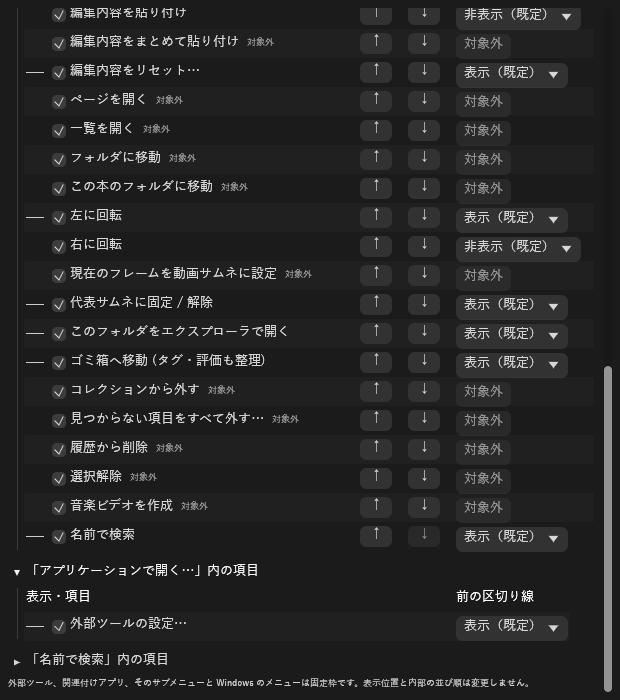 編集内容を貼り付け ↑ ↓ 非表示（既定） ▼
編集内容をまとめて貼り付け 対象外 ↑ ↓ 対象外
編集内容をリセット… ↑ ↓ 表示（既定） ▼
ページを開く 対象外 ↑ ↓ 対象外
一覧を開く 対象外 ↑ ↓ 対象外
フォルダに移動 対象外 ↑ ↓ 対象外
この本のフォルダに移動 対象外 ↑ ↓ 対象外
左に回転 ↑ ↓ 表示（既定） ▼
右に回転 ↑ ↓ 非表示（既定） ▼
現在のフレームを動画サムネに設定 対象外 ↑ ↓ 対象外
代表サムネに固定 / 解除 ↑ ↓ 表示（既定） ▼
このフォルダをエクスプローラで開く ↑ ↓ 表示（既定） ▼
ゴミ箱へ移動 (タグ・評価も整理) ↑ ↓ 表示（既定） ▼
コレクションから外す 対象外 ↑ ↓ 対象外
見つからない項目をすべて外す… 対象外 ↑ ↓ 対象外
履歴から削除 対象外 ↑ ↓ 対象外
選択解除 対象外 ↑ ↓ 対象外
音楽ビデオを作成 対象外 ↑ ↓ 対象外
名前で検索 ↑ ↓ 表示（既定） ▼
▼ 「アプリケーションで開く…」内の項目
表示・項目 前の区切り線
外部ツールの設定… 表示（既定） ▼
▶ 「名前で検索」内の項目
外部ツール、関連付けアプリ、そのサブメニューと Windows のメニューは固定枠です。表示位置と内部の並び順は変更しません。